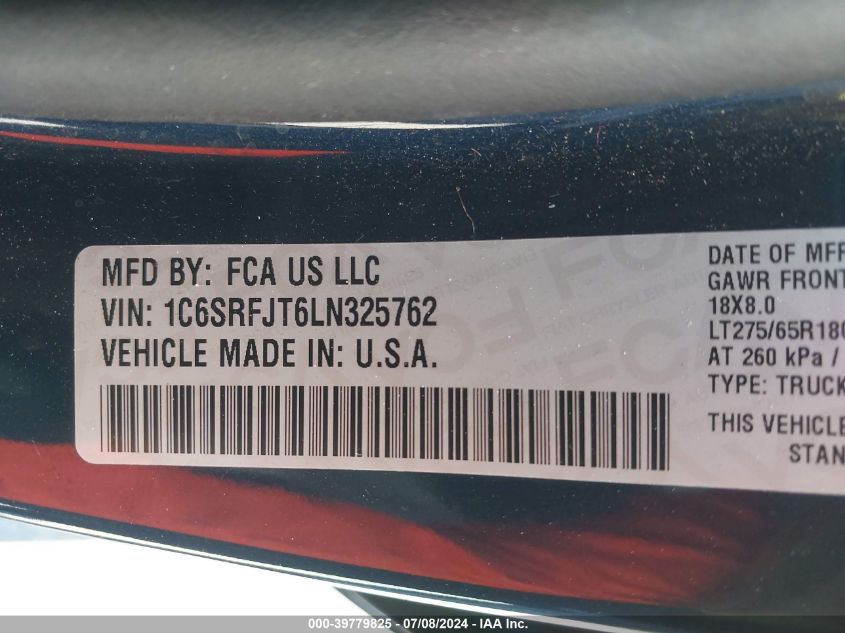 MFD BY: FCA US LLC
VIN: 1C6SRFJT6LN325762
VEHICLE MADE IN: U.S.A.
DATE OF MFR
GAWR FRONT
18X8.0
LT275/65R18
AT 260 kPa /
TYPE: TRUCK
THIS VEHICLE
STAN
000-39779825 - 07/08/2024 - IAA Inc.